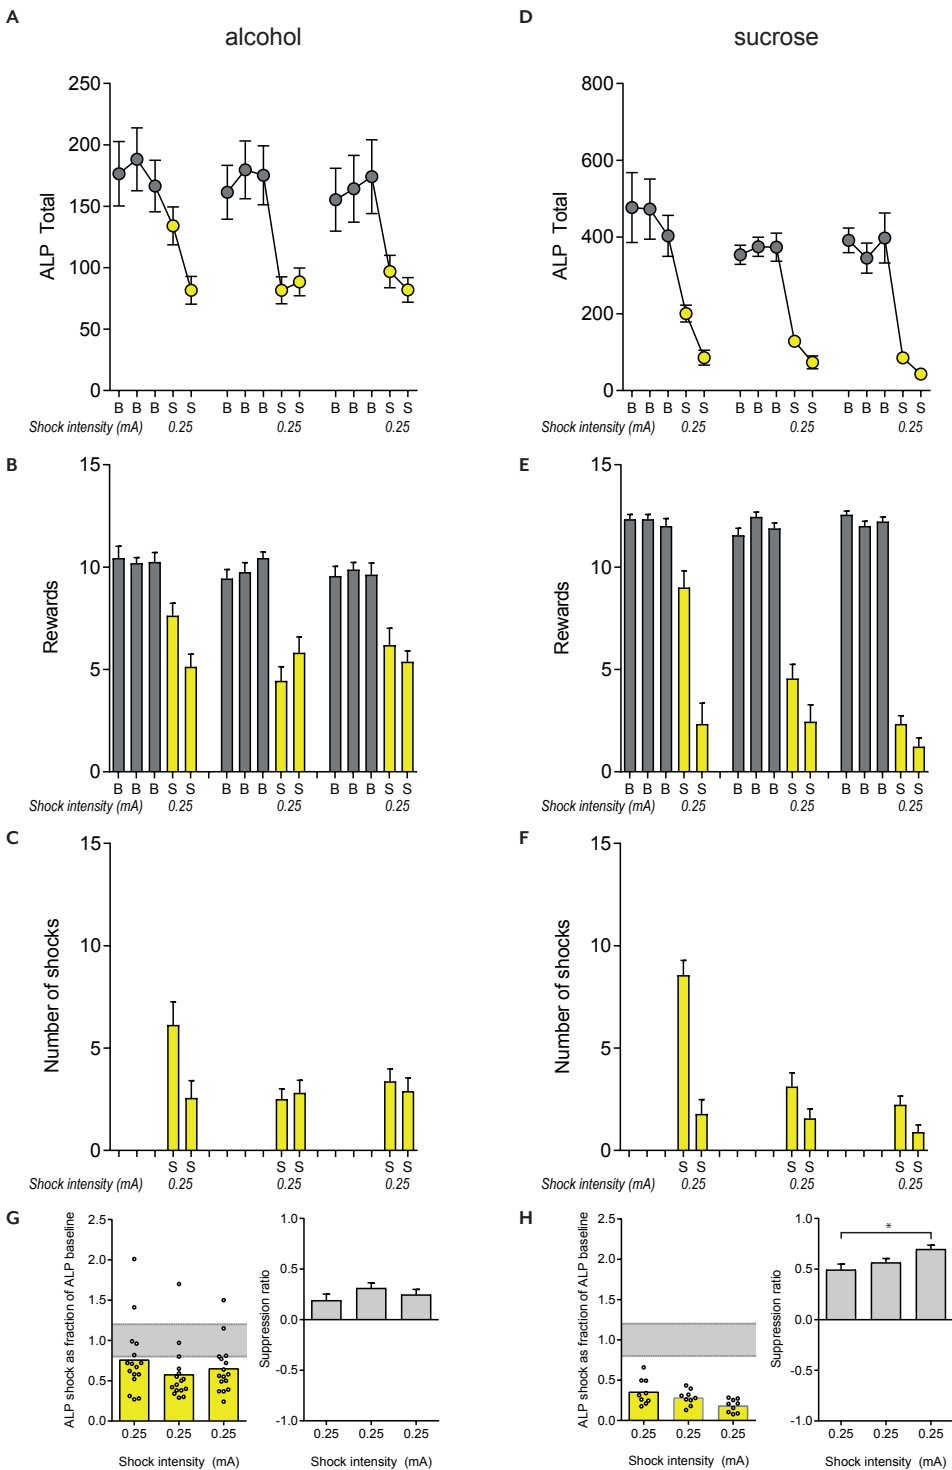 A
alcohol
ALP Total
250
200
150
100
50
0
B B B S S B B B S S B B B S S
Shock intensity (mA) 0.25 0.25 0.25
B
Rewards
15
10
5
0
B B B S S B B B S S B B B S S
Shock intensity (mA) 0.25 0.25 0.25
C
Number of shocks
15
10
5
0
S S S S S S
Shock intensity (mA) 0.25 0.25 0.25
D
sucrose
ALP Total
800
600
400
200
0
B B B S S B B B S S B B B S S
Shock intensity (mA) 0.25 0.25 0.25
E
Rewards
15
10
5
0
B B B S S B B B S S B B B S S
Shock intensity (mA) 0.25 0.25 0.25
F
Number of shocks
15
10
5
0
S S S S S S
Shock intensity (mA) 0.25 0.25 0.25
G
ALP shock as fraction of ALP baseline
2.5
2.0
1.5
1.0
0.5
0.0
0.25 0.25 0.25
Shock intensity (mA)
Suppression ratio
1.0
0.5
0.0
-0.5
-1.0
0.25 0.25 0.25
Shock intensity (mA)
H
ALP shock as fraction of ALP baseline
2.5
2.0
1.5
1.0
0.5
0.0
0.25 0.25 0.25
Shock intensity (mA)
Suppression ratio
1.0
0.5
0.0
-0.5
-1.0
*
0.25 0.25 0.25
Shock intensity (mA)